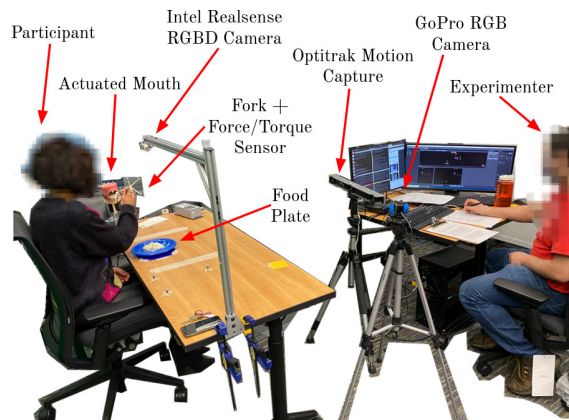 Participant
Intel Realsense
RGBD Camera
GoPro RGB
Camera
Optitrak Motion
Capture
Actuated Mouth
Experimenter
Fork +
Force/Torque
Sensor
Food
Plate